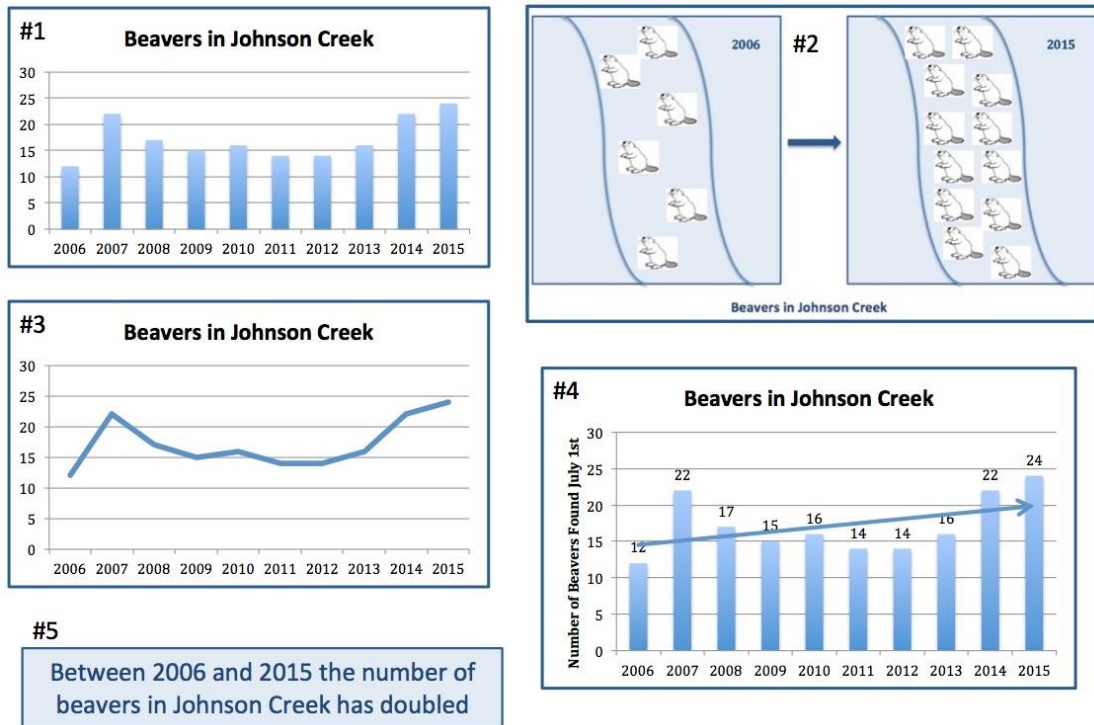 #1
Beavers in Johnson Creek
30
25
20
15
10
5
0
2006 2007 2008 2009 2010 2011 2012 2013 2014 2015
2006 #2 2015
Beavers in Johnson Creek
#3
Beavers in Johnson Creek
30
25
20
15
10
5
0
2006 2007 2008 2009 2010 2011 2012 2013 2014 2015
#4
Beavers in Johnson Creek
Number of Beavers Found July 1st
30
25
20
15
10
5
0
12 22 17 15 16 14 14 16 22 24
2006 2007 2008 2009 2010 2011 2012 2013 2014 2015
#5
Between 2006 and 2015 the number of
beavers in Johnson Creek has doubled